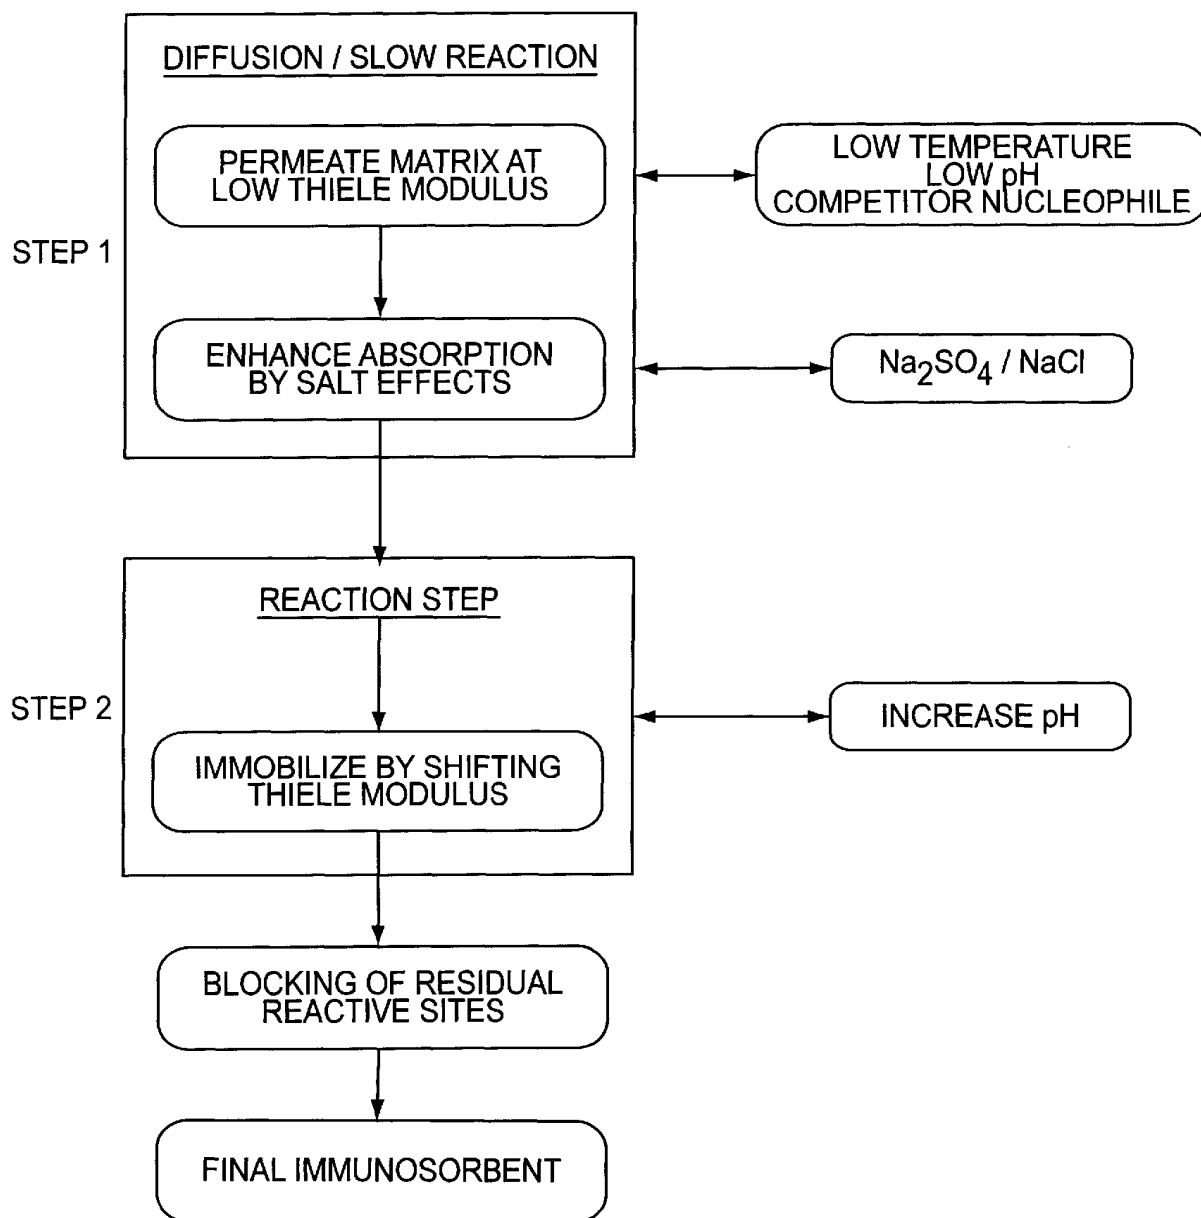 DIFFUSION / SLOW REACTION
PERMEATE MATRIX AT
LOW THIELE MODULUS
LOW TEMPERATURE
LOW pH
COMPETITOR NUCLEOPHILE
STEP 1
ENHANCE ABSORPTION
BY SALT EFFECTS
Na2SO4 / NaCl
REACTION STEP
STEP 2
INCREASE pH
IMMOBILIZE BY SHIFTING
THIELE MODULUS
BLOCKING OF RESIDUAL
REACTIVE SITES
FINAL IMMUNOSORBENT